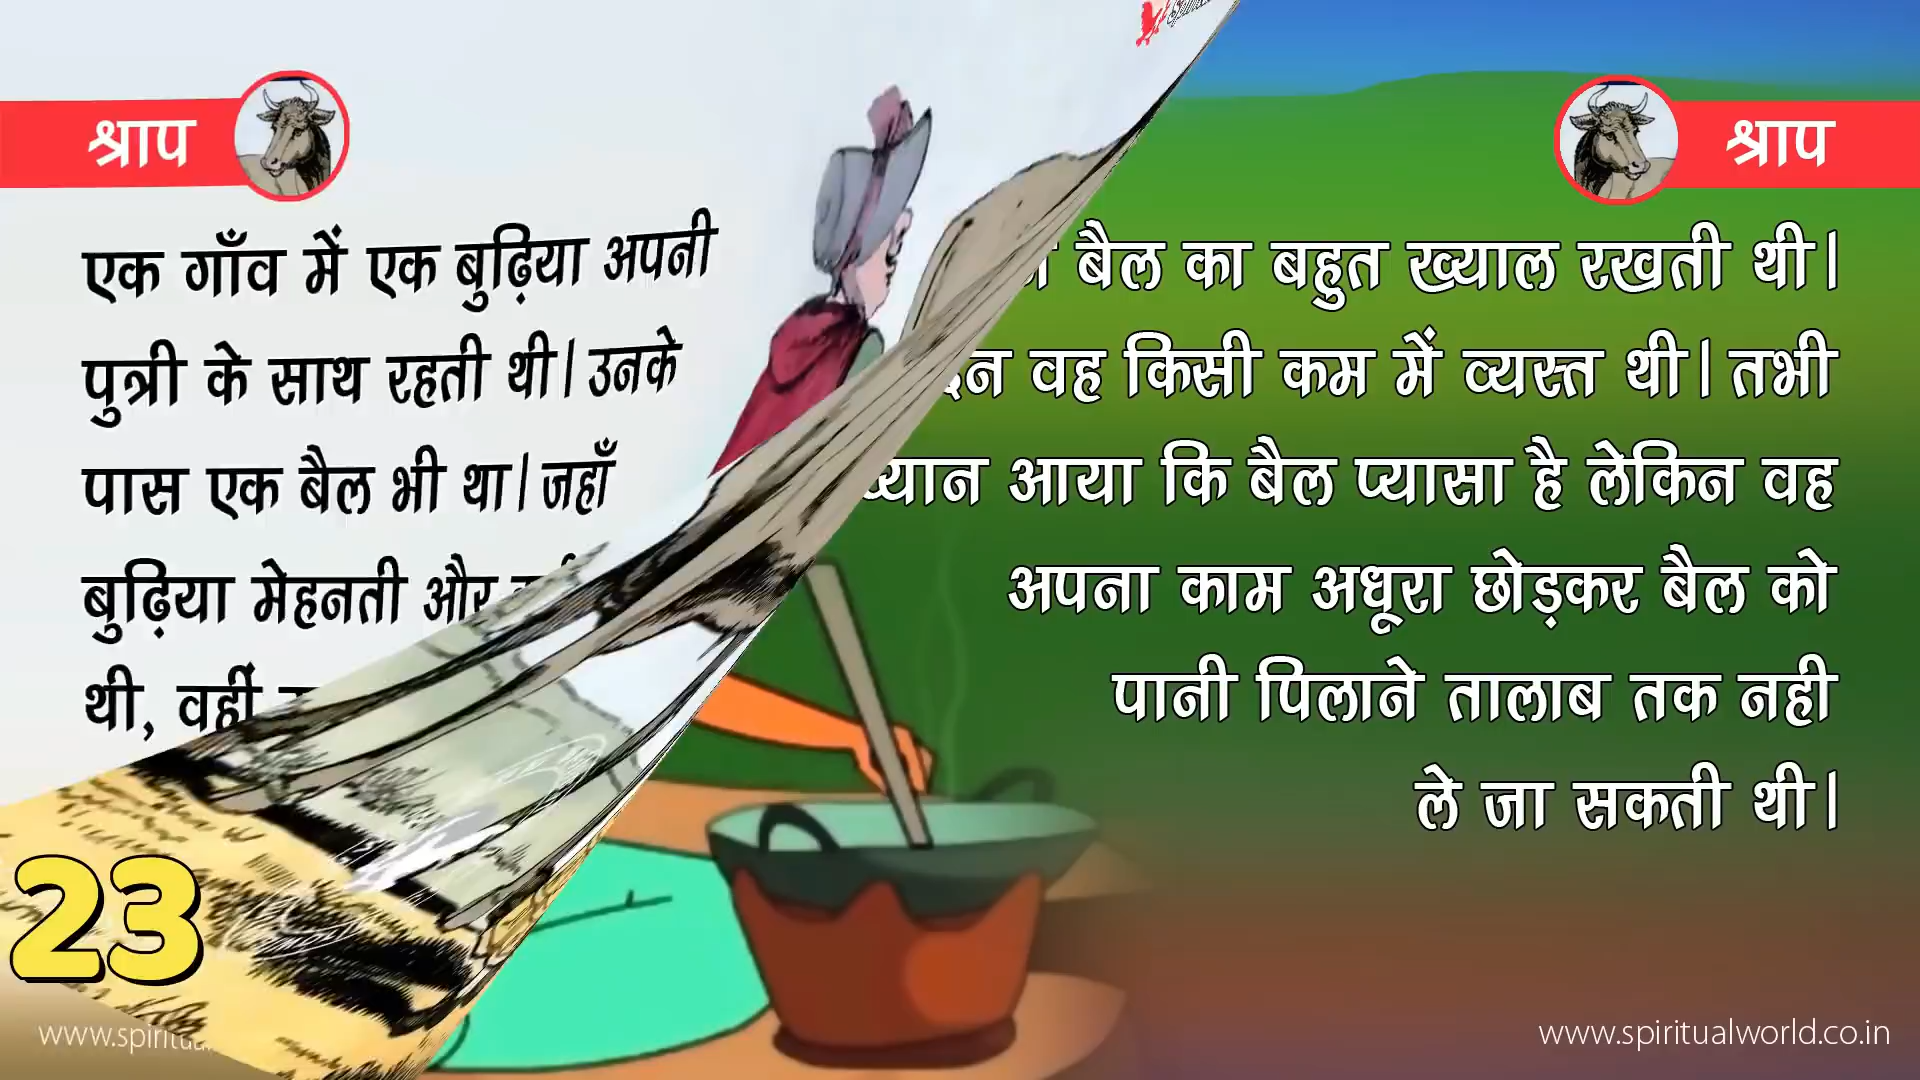 श्राप
एक गाँव में एक बुढ़िया अपनी
पुत्री के साथ रहती थी। उनके
पास एक बैल भी था। जहाँ
बुढ़िया मेहनती और
थी, वहीं
23
श्राप
बैल का बहुत ख्याल रखती थी।
वह किसी कम में व्यस्त थी। तभी
आया कि बैल प्यासा है लेकिन वह
अपना काम अधूरा छोड़कर बैल को
पानी पिलाने तालाब तक नही
ले जा सकती थी।
www.spiritualworld.co.in